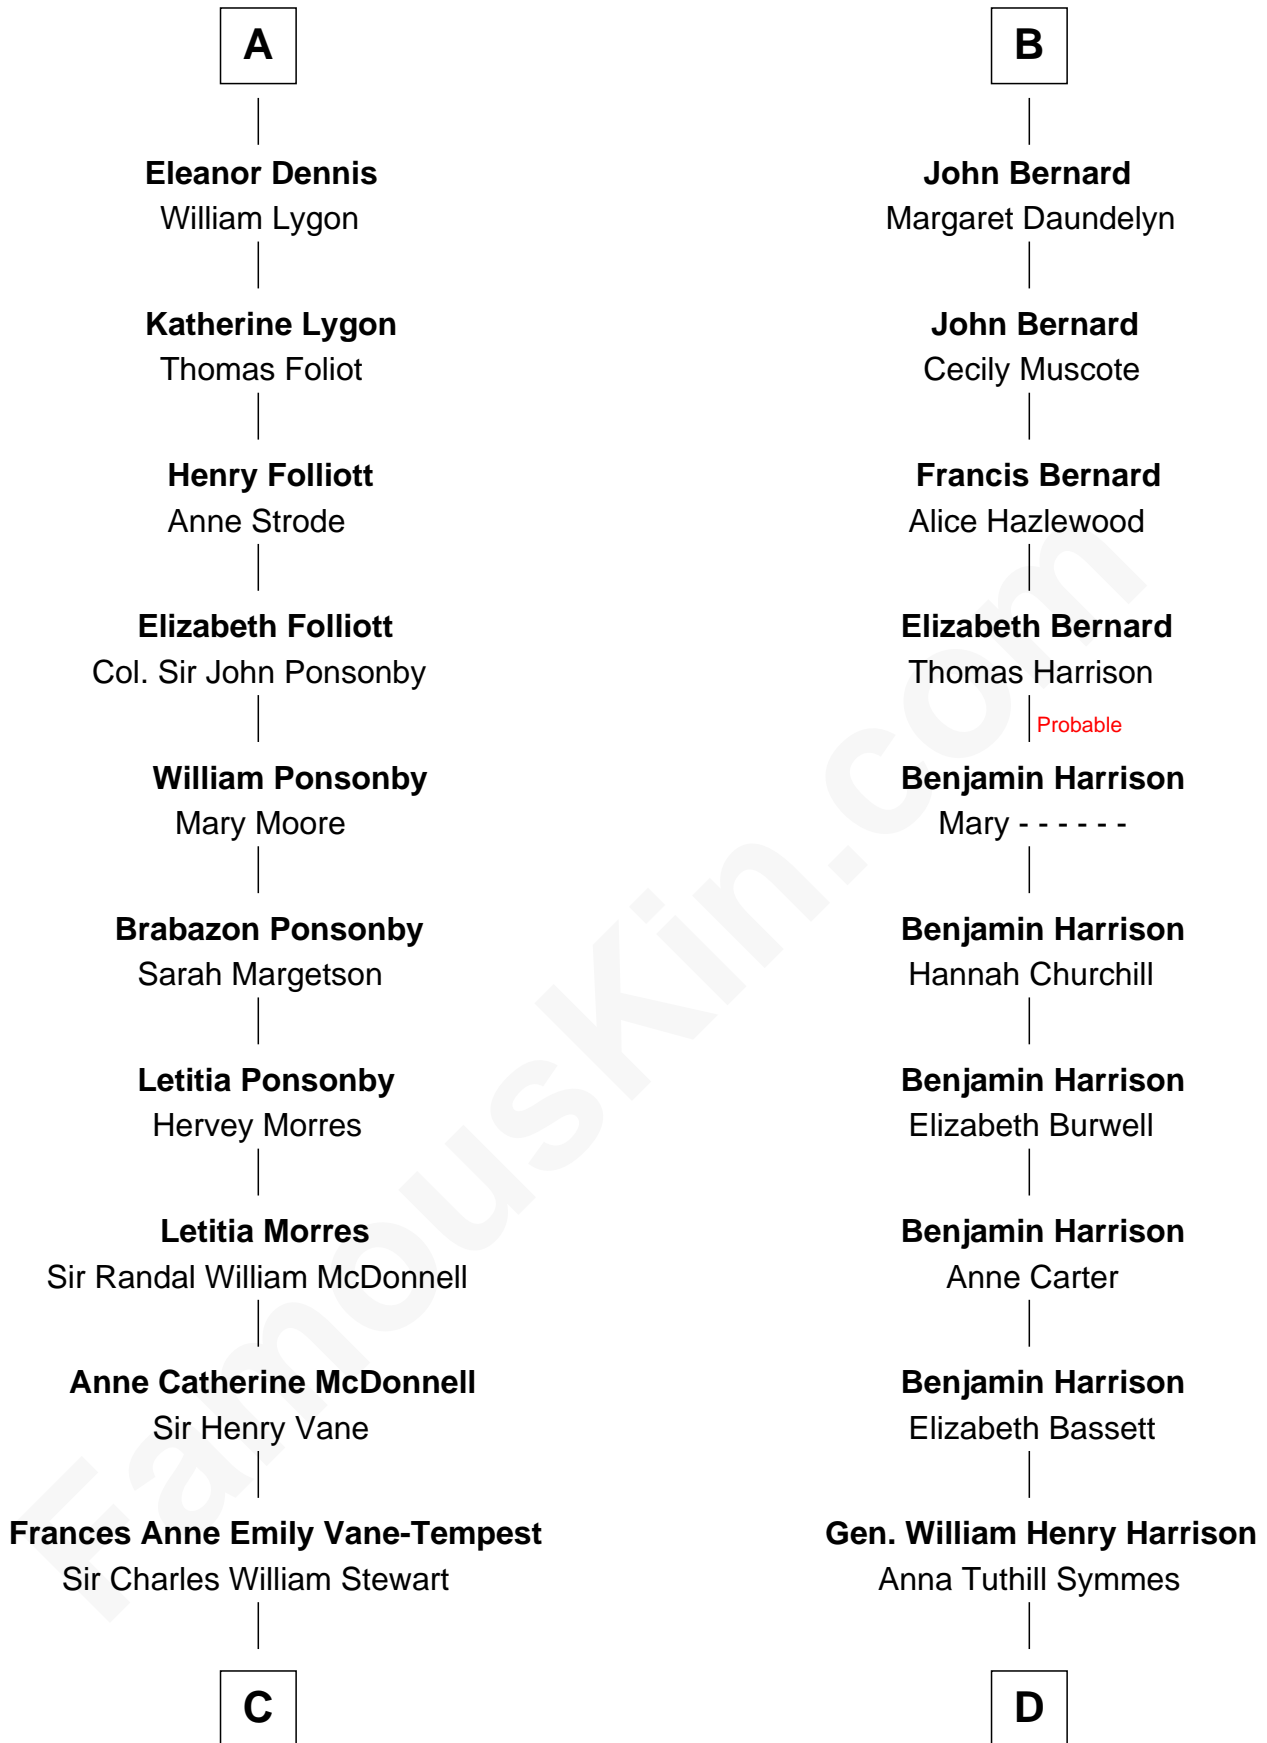 A
Eleanor Dennis
William Lygon
Katherine Lygon
Thomas Foliot
Henry Folliott
Anne Strode
Elizabeth Folliott
Col. Sir John Ponsonby
William Ponsonby
Mary Moore
Brabazon Ponsonby
Sarah Margetson
Letitia Ponsonby
Hervey Morres
Letitia Morres
Sir Randal William McDonnell
Anne Catherine McDonnell
Sir Henry Vane
Frances Anne Emily Vane-Tempest
Sir Charles William Stewart
C
B
John Bernard
Margaret Daundelyn
John Bernard
Cecily Muscote
Francis Bernard
Alice Hazlewood
Elizabeth Bernard
Thomas Harrison
Probable
Benjamin Harrison
Mary - - - - - -
Benjamin Harrison
Hannah Churchill
Benjamin Harrison
Elizabeth Burwell
Benjamin Harrison
Anne Carter
Benjamin Harrison
Elizabeth Bassett
Gen. William Henry Harrison
Anna Tuthill Symmes
D
FamousKin.com